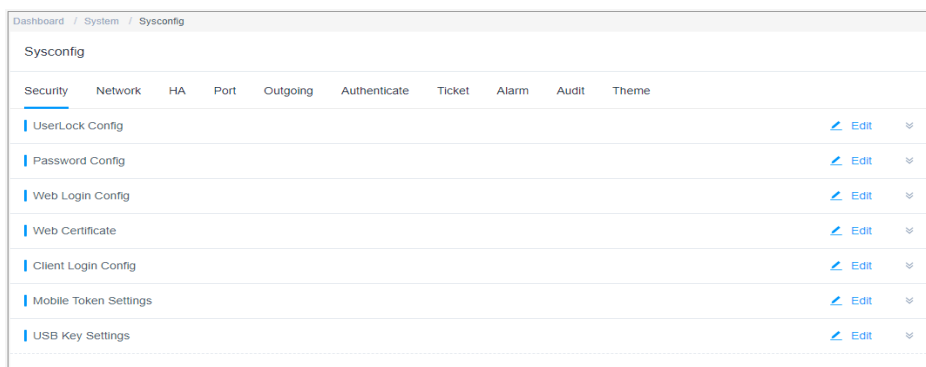 Dashboard / System / Sysconfig
Sysconfig
Security Network HA Port Outgoing Authenticate Ticket Alarm Audit Theme
UserLock Config Edit
Password Config Edit
Web Login Config Edit
Web Certificate Edit
Client Login Config Edit
Mobile Token Settings Edit
USB Key Settings Edit